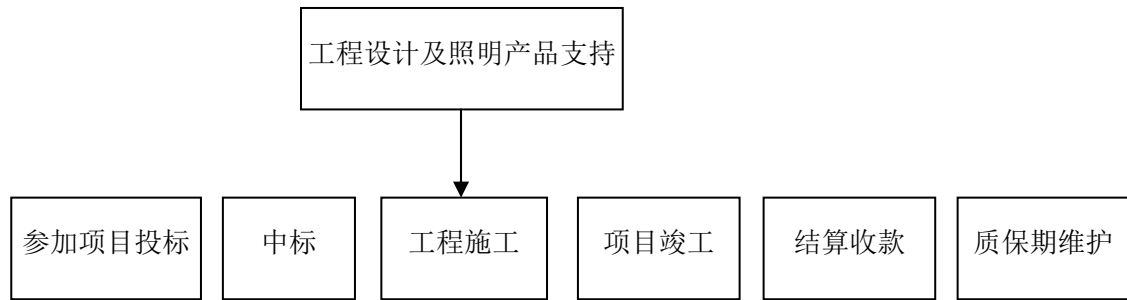 工程设计及照明产品支持
参加项目投标
中标
工程施工
项目竣工
结算收款
质保期维护